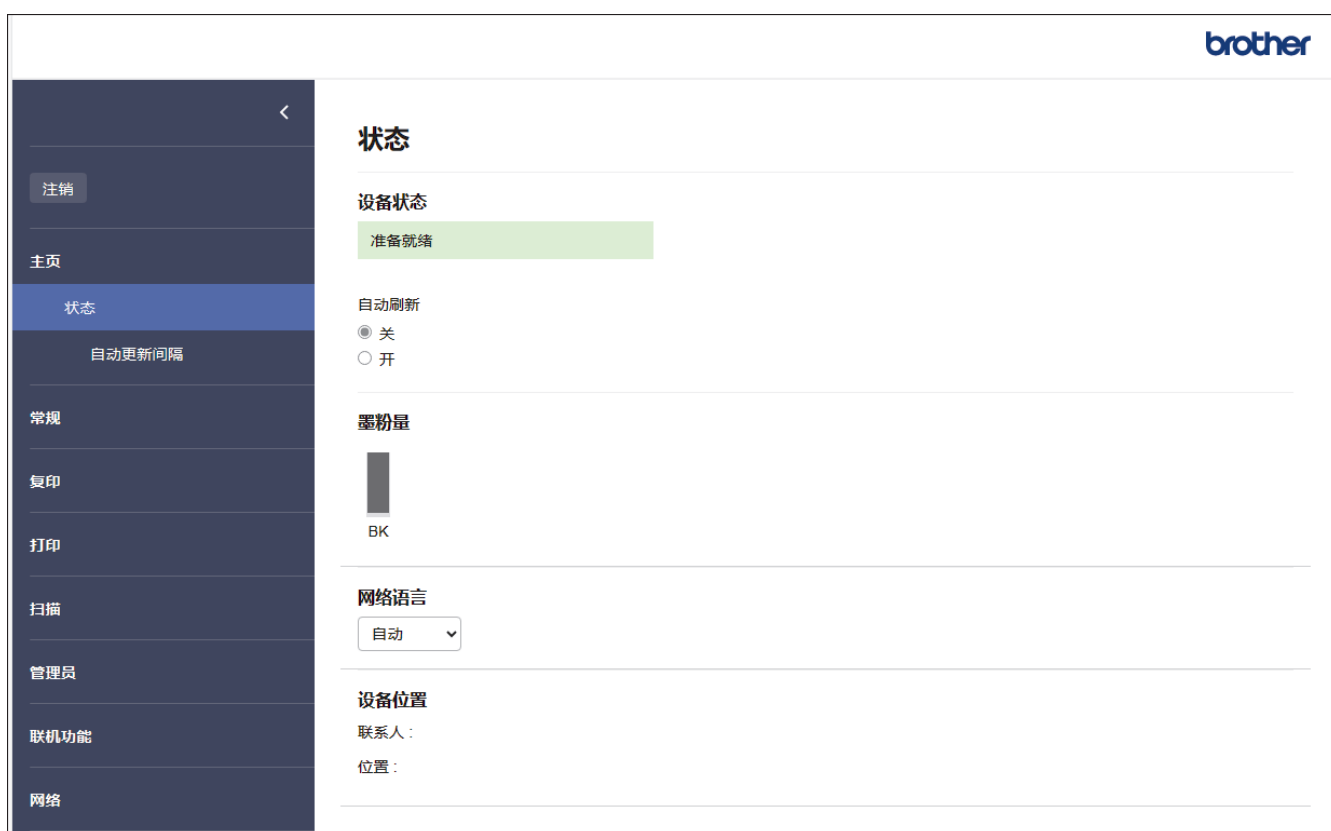 brother
注销
主页
状态
自动更新间隔
常规
复印
打印
扫描
管理员
联机功能
网络
状态
设备状态
准备就绪
自动刷新
关
开
墨粉量
BK
网络语言
自动
设备位置
联系人 :
位置 :